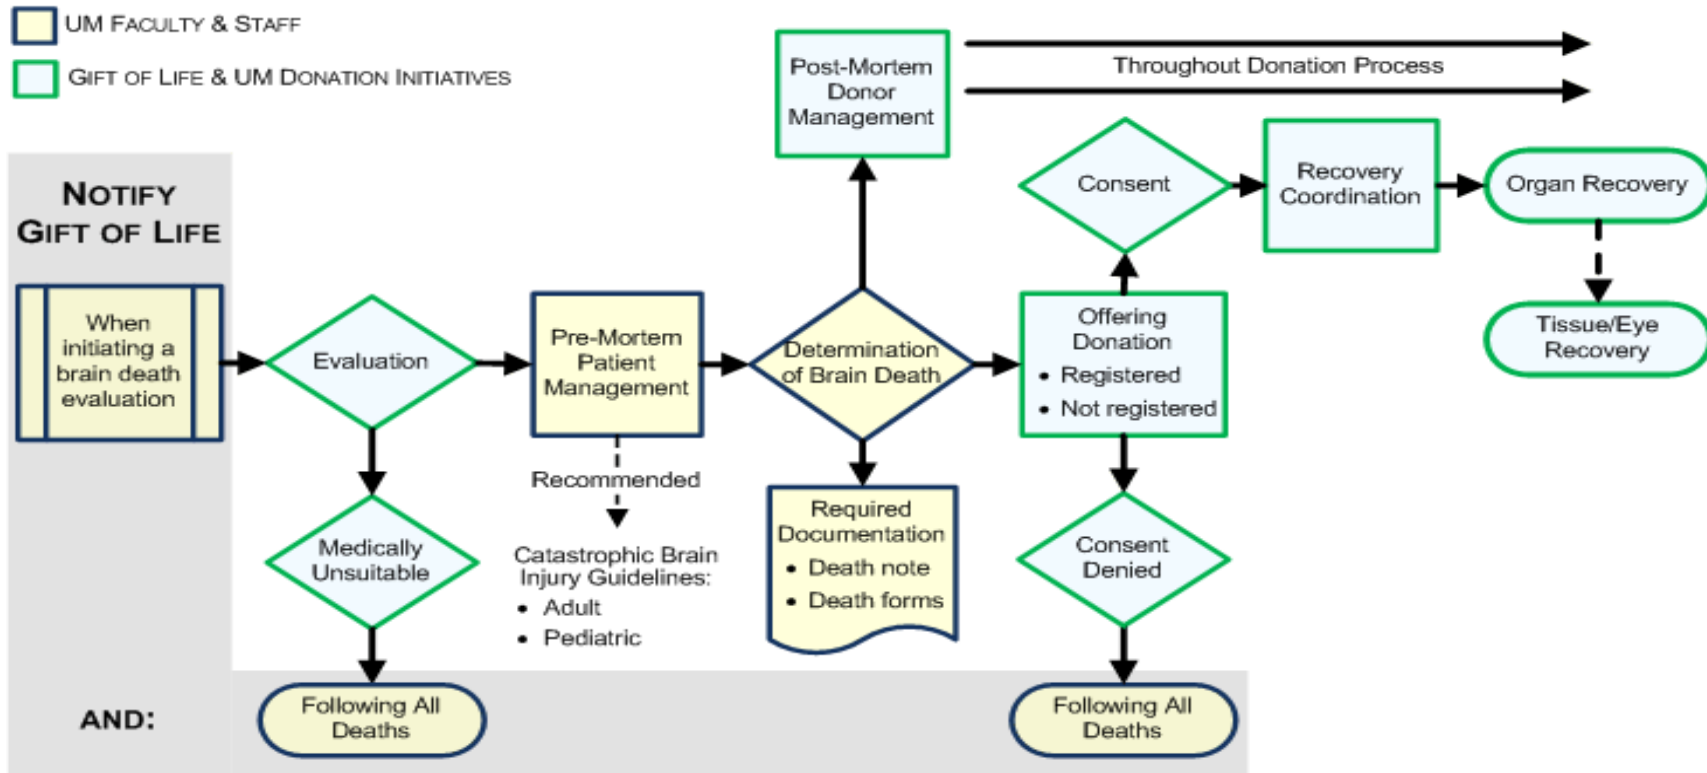 UM FACULTY & STAFF
GIFT OF LIFE & UM DONATION INITIATIVES
NOTIFY
GIFT OF LIFE
When
initiating a
brain death
evaluation
Evaluation
Medically
Unsuitable
Following All
Deaths
Pre-Mortem
Patient
Management
Recommended
Catastrophic Brain
Injury Guidelines:
• Adult
• Pediatric
Determination
of Brain Death
Post-Mortem
Donor
Management
Throughout Donation Process
Required
Documentation
• Death note
• Death forms
Offering
Donation
• Registered
• Not registered
Consent
Recovery
Coordination
Organ Recovery
Tissue/Eye
Recovery
Consent
Denied
Following All
Deaths
AND: